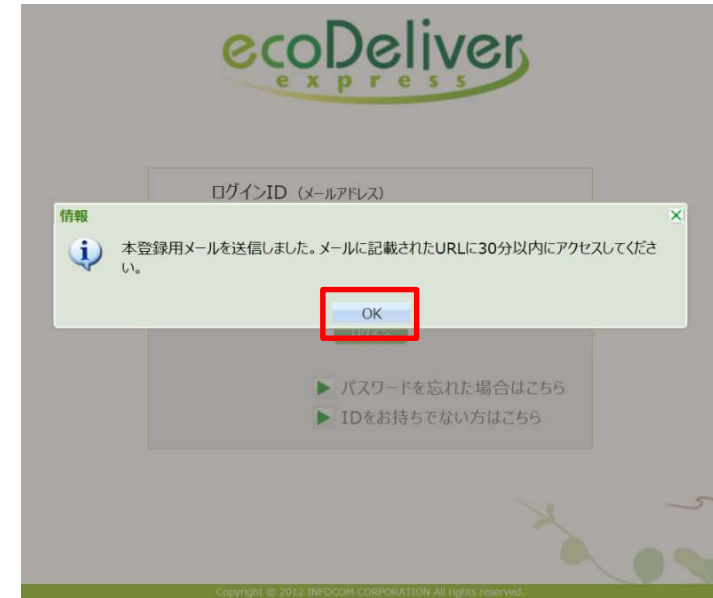 ecoDeliver
express
ログインID（メールアドレス）
情報
本登録用メールを送信しました。メールに記載されたURLに30分以内にアクセスしてくださ
い。
OK
ログイン
パスワードを忘れた場合はこちら
IDをお持ちでない方はこちら
Copyright © 2012 INFOCOM CORPORATION All rights reserved.